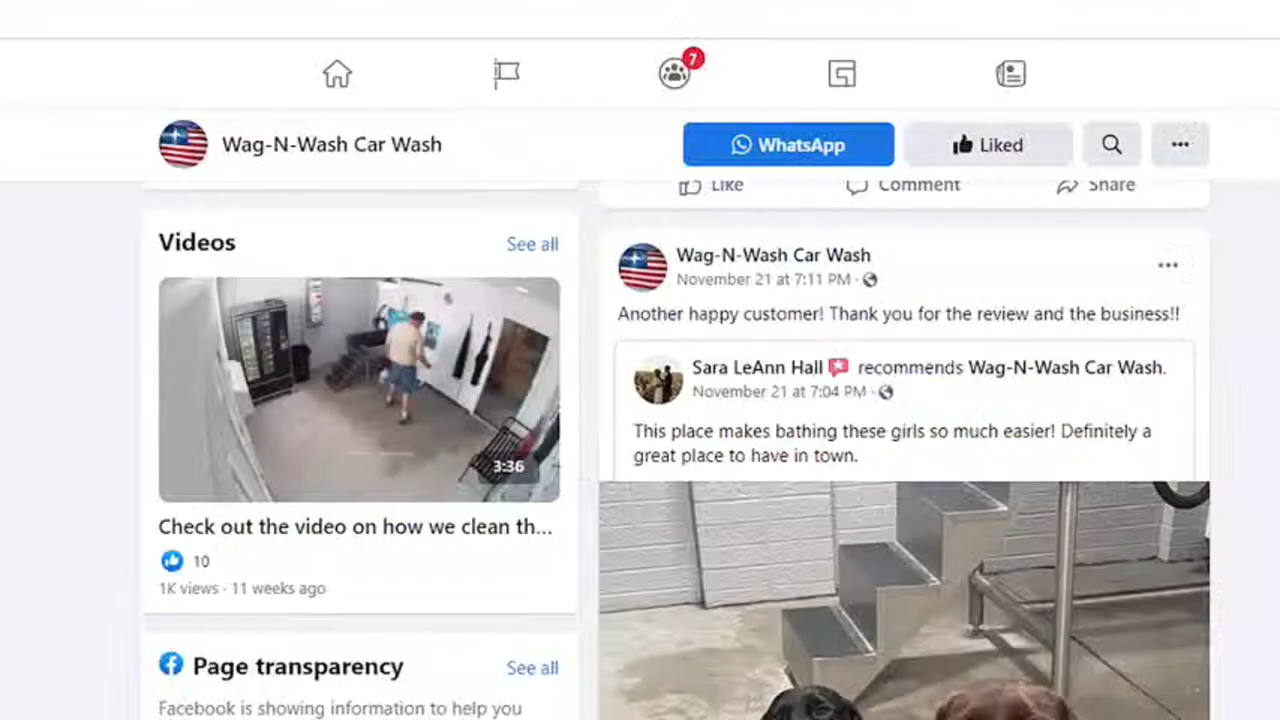 7
Wag-N-Wash Car Wash
WhatsApp
Liked
Like
Comment
Share
Videos
See all
3:36
Check out the video on how we clean th...
10
1K views · 11 weeks ago
Page transparency
See all
Facebook is showing information to help you
Wag-N-Wash Car Wash
November 21 at 7:11 PM ·
Another happy customer! Thank you for the review and the business!!
Sara LeAnn Hall recommends Wag-N-Wash Car Wash.
November 21 at 7:04 PM ·
This place makes bathing these girls so much easier! Definitely a
great place to have in town.